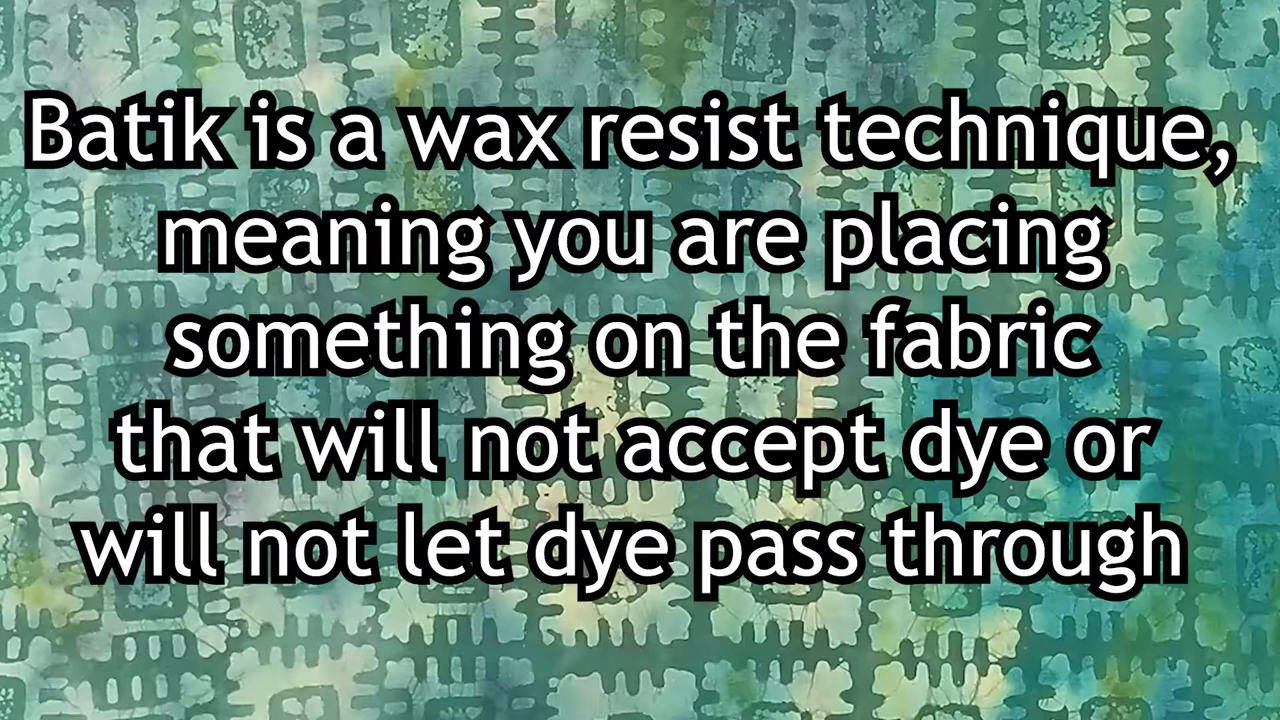 Batik is a wax resist technique,
meaning you are placing
something on the fabric
that will not accept dye or
will not let dye pass through